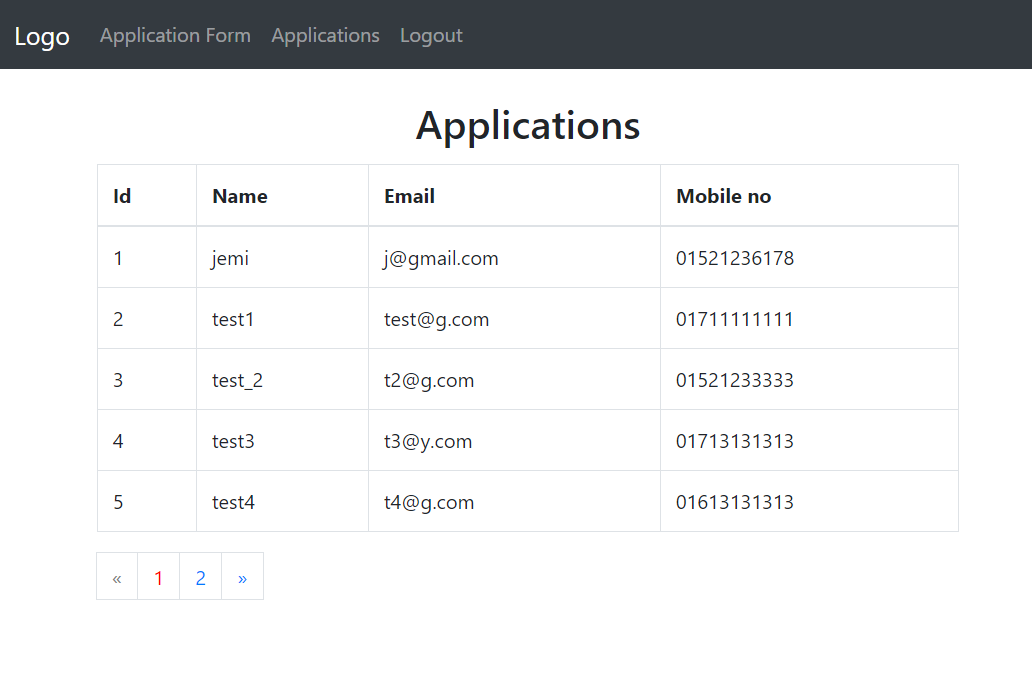 Logo Application Form Applications Logout
Applications
Id Name Email Mobile no
1 jemi j@gmail.com 01521236178
2 test1 test@g.com 01711111111
3 test_2 t2@g.com 01521233333
4 test3 t3@y.com 01713131313
5 test4 t4@g.com 01613131313
« 1 2 »